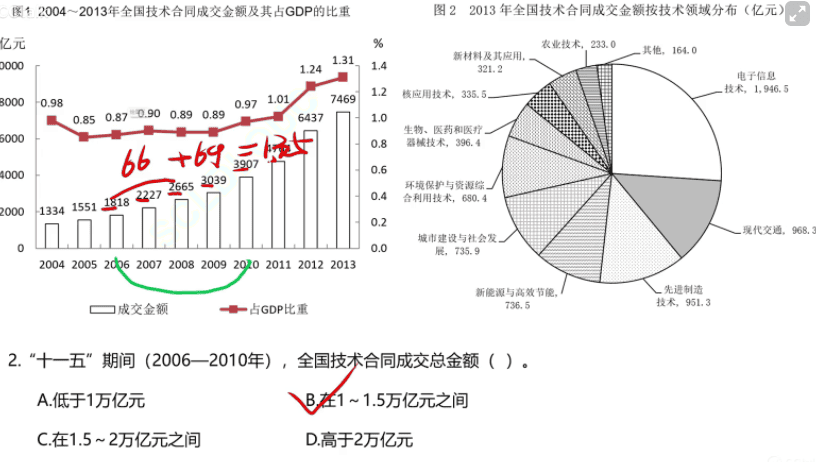 图1 2004～2013年全国技术合同成交金额及其占GDP的比重
亿元
%
0000
8000
6000
4000
2000
0
1.4
1.2
1.0
0.8
0.6
0.4
0.2
0.0
0.98
0.85
0.87
0.90
0.89
0.89
0.97
1.01
1.24
1.31
1334
1551
1818
2227
2665
3039
3907
6437
7469
66 +69 =135
2004 2005 2006 2007 2008 2009 2010 2011 2012 2013
成交金额
占GDP比重
图 2 2013 年全国技术合同成交金额按技术领域分布（亿元）
农业技术, 233.0
其他, 164.0
新材料及其应用,
321.2
电子信息
技术, 1,946.5
核应用技术, 335.5
生物、医药和医疗
器械技术, 396.4
环境保护与资源综
合利用技术, 680.4
现代交通, 968.3
城市建设与社会发
展, 735.9
先进制造
技术, 951.3
新能源与高效节能,
736.5
2.“十一五”期间（2006—2010年），全国技术合同成交总金额（ ）。
A.低于1万亿元
B.在1～1.5万亿元之间
C.在1.5～2万亿元之间
D.高于2万亿元